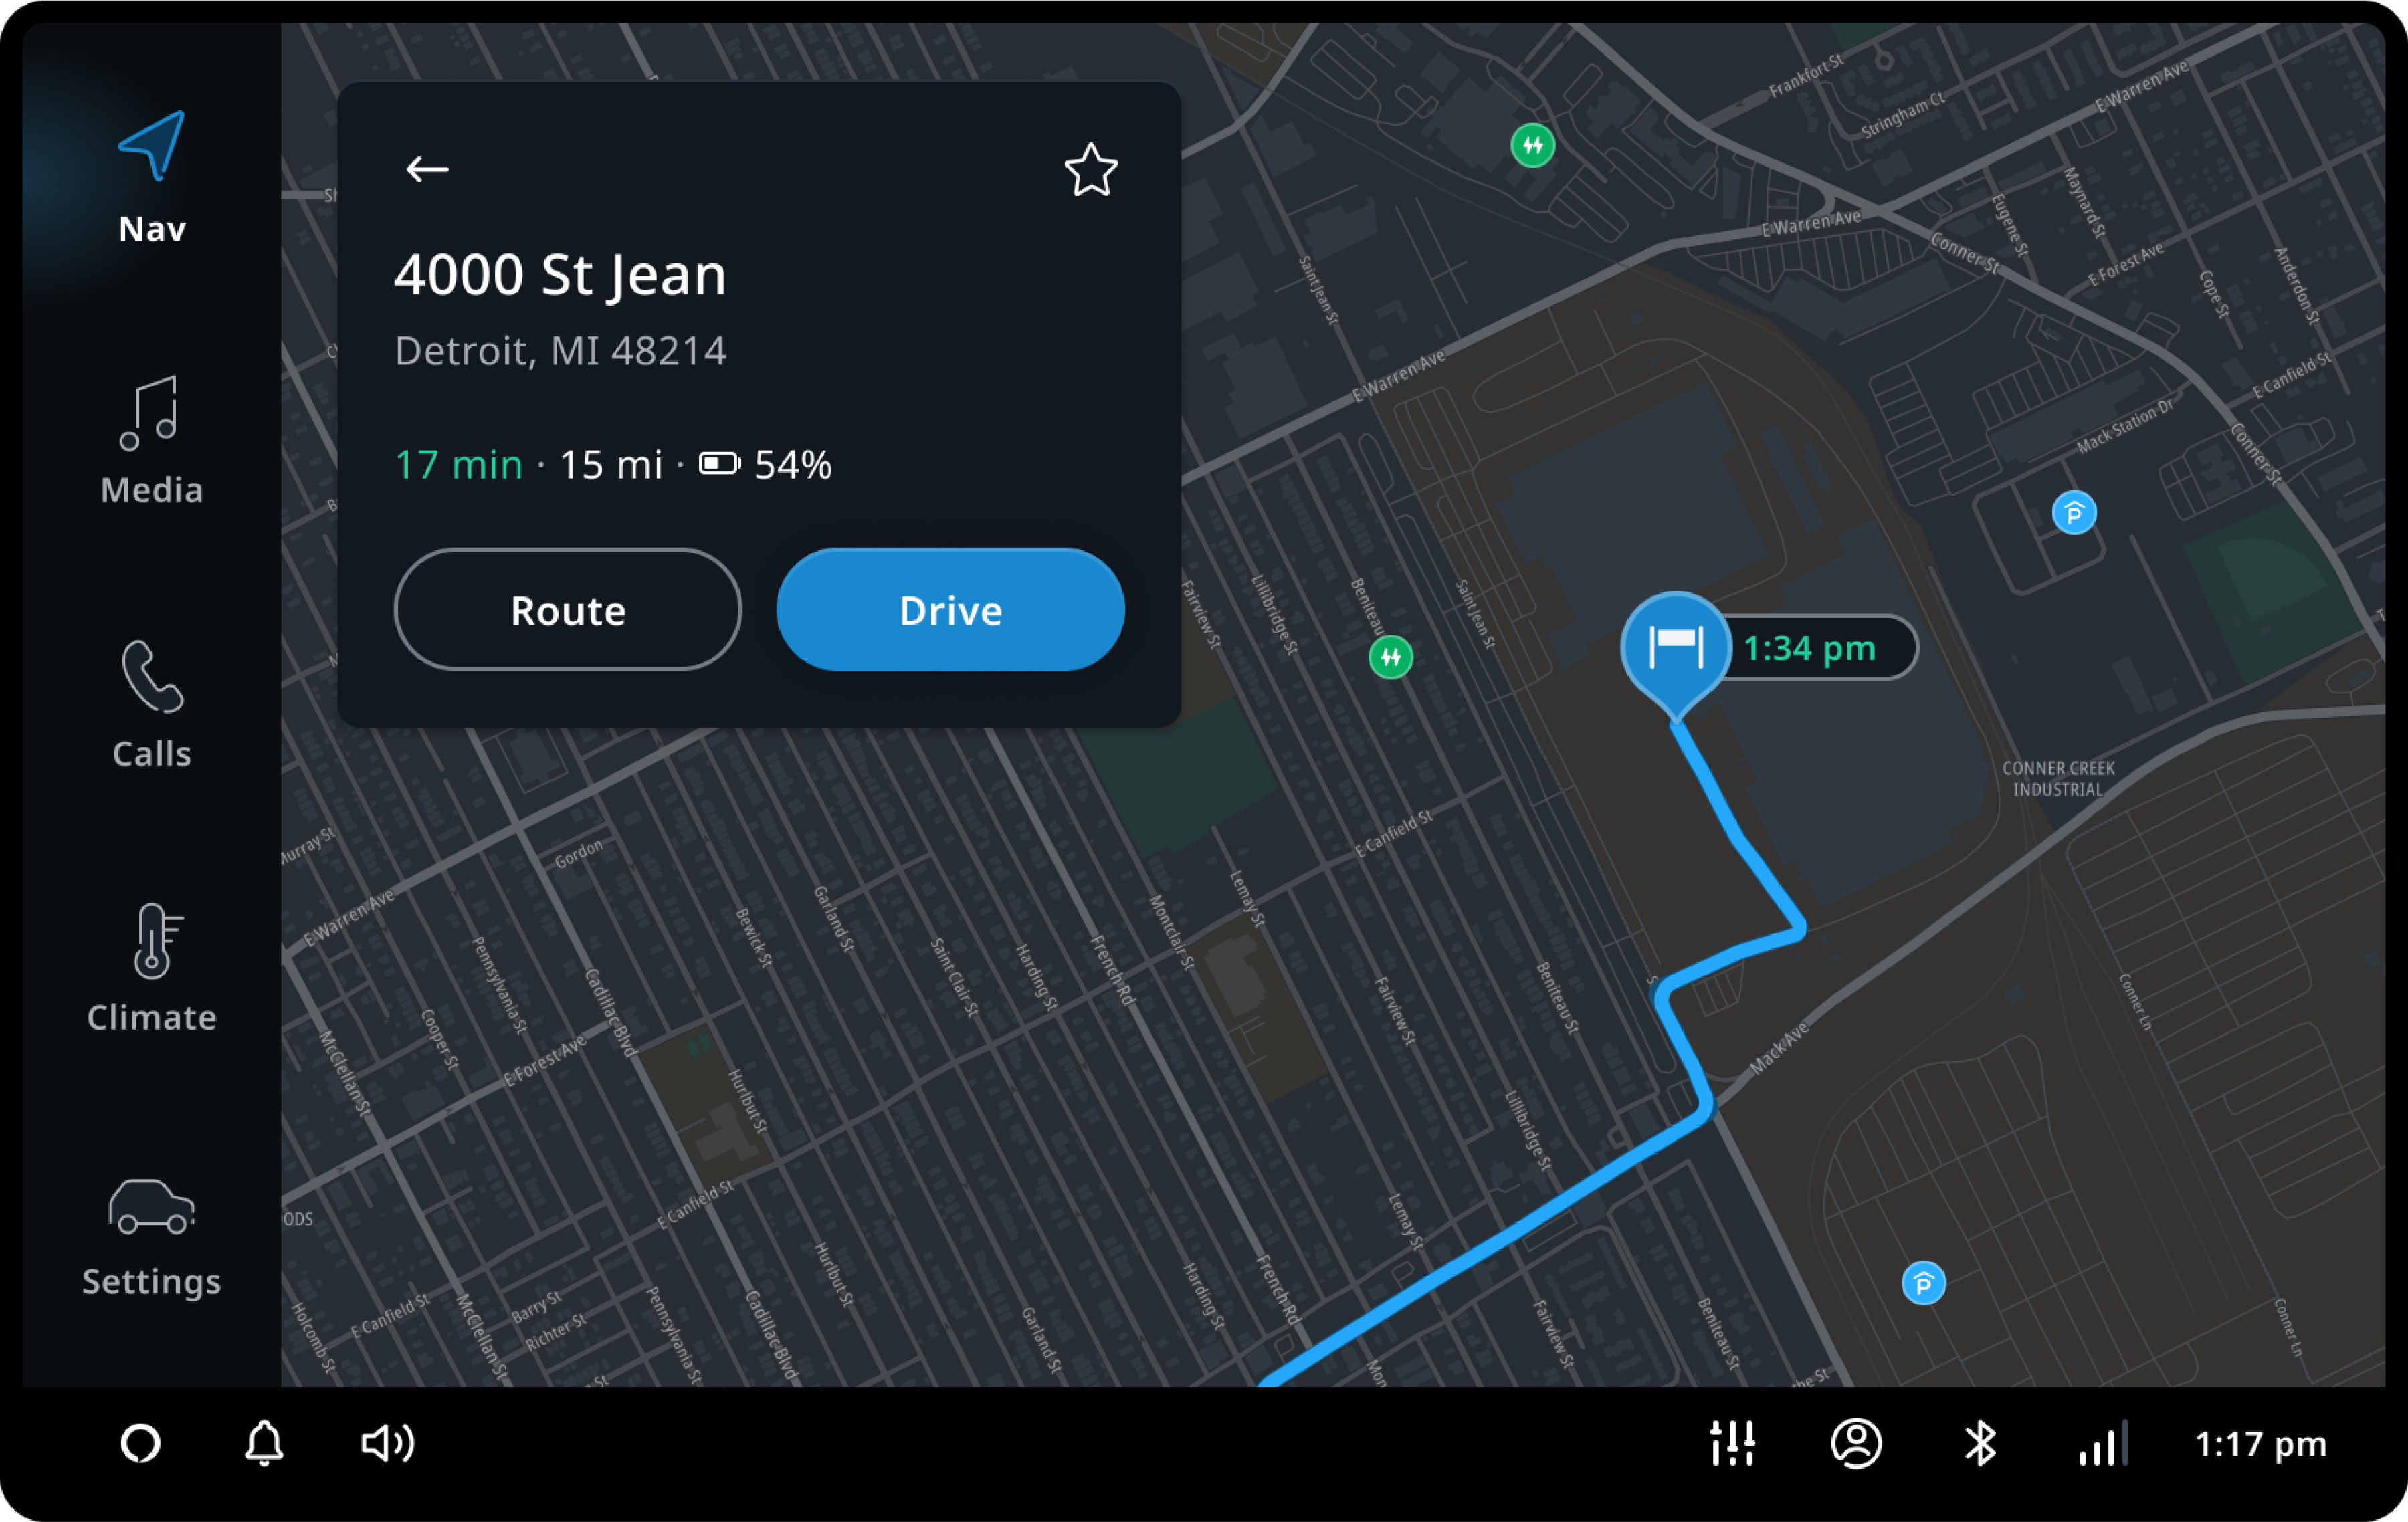 Nav
Media
Calls
Climate
Settings
4000 St Jean
Detroit, MI 48214
17 min · 15 mi · 54%
Route
Drive
Frankfort St
Stringham Ct
E Warren Ave
E Warren Ave
Conner St
Eugene St
Maynard St
E Forest Ave
Cope St
Anderdon St
Saint Jean St
E Warren Ave
E Canfield St
Mack Station Dr
Conner St
P
Fairview St
Lillibridge St
Beniteau
Saint Jean St
1:34 pm
CONNER CREEK
INDUSTRIAL
Murray St
Gordon
E Canfield St
E Warren Ave
Pennsylvania St
Cadillac Blvd
Bewick St
Garland St
Saint Clair St
Harding St
French Rd
Montclair St
Lemay St
Fairview St
Beniteau St
Mack Ave
Conner Ln
McClellan St
Cooper St
E Forest Ave
Hurlbut St
Lillibridge St
E Canfield St
Lemay St
ODS
Holcomb St
E Canfield St
McClellan St
Barry St
Richter St
Pennsylvania St
Cadillac Blvd
Hurlbut St
Garland St
Harding St
French Rd
Mon
Fairview St
Beniteau St
P
Conner Ln
he St
1:17 pm